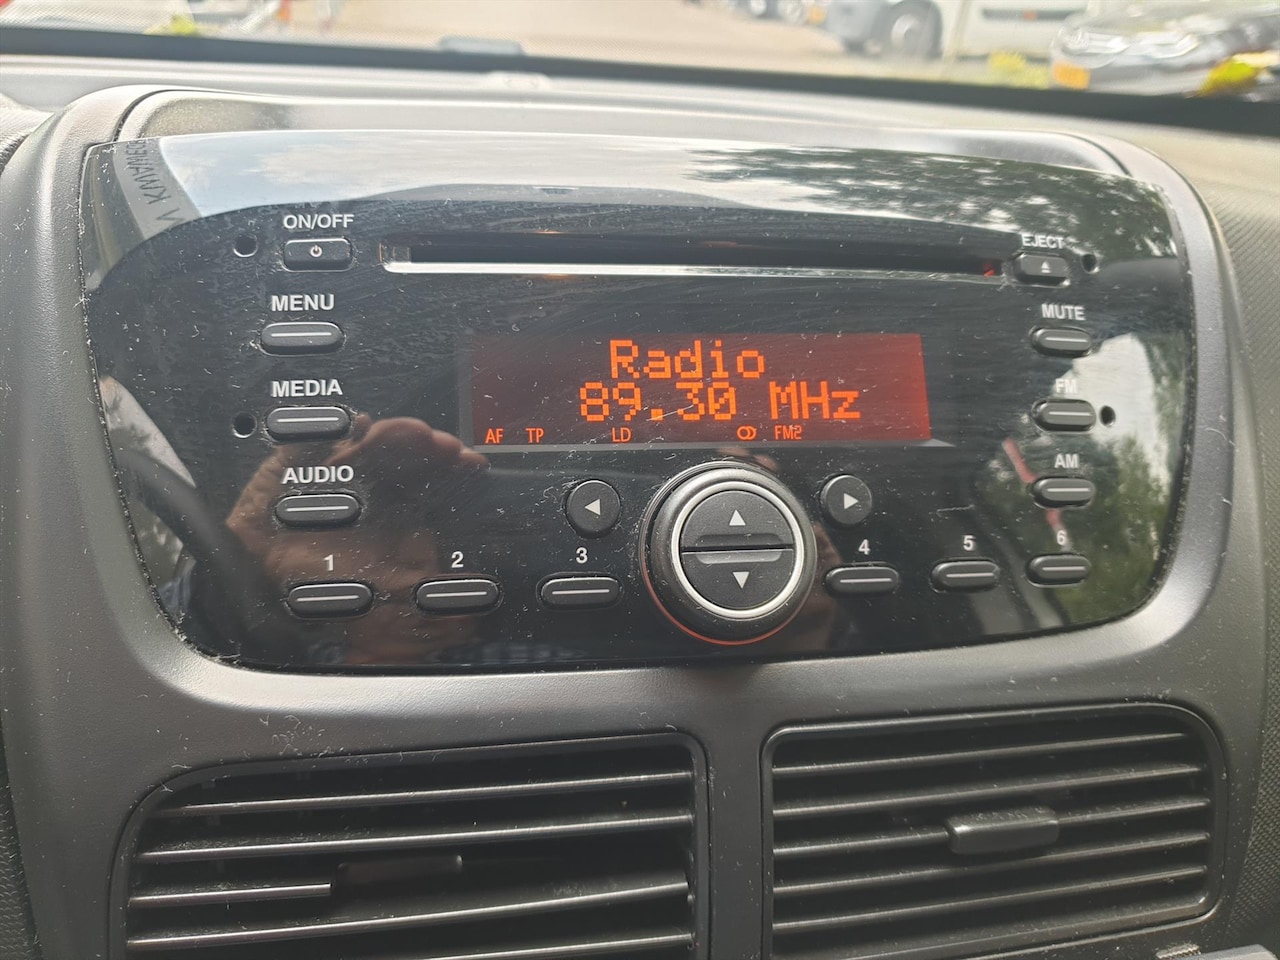 ON/OFF
EJECT
MENU
MUTE
Radio
89.30 MHz
MEDIA
FM
AF TP LD FM2
AUDIO
AM
1 2 3 4 5 6